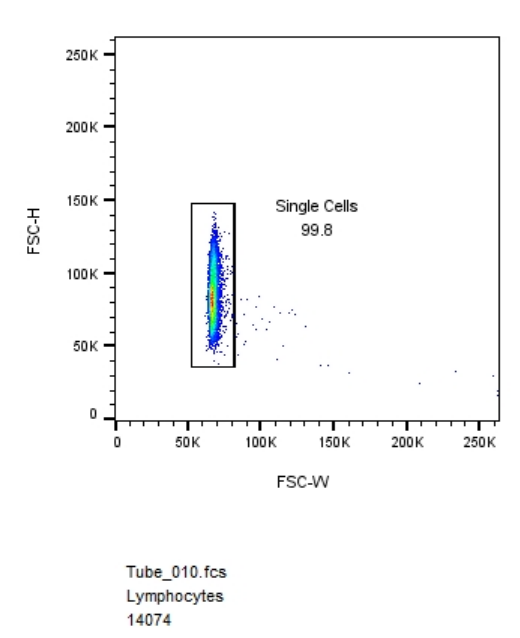 250K
200K
150K
100K
50K
0
FSC-H
Single Cells
99.8
0 50K 100K 150K 200K 250K
FSC-W
Tube_010.fcs
Lymphocytes
14074